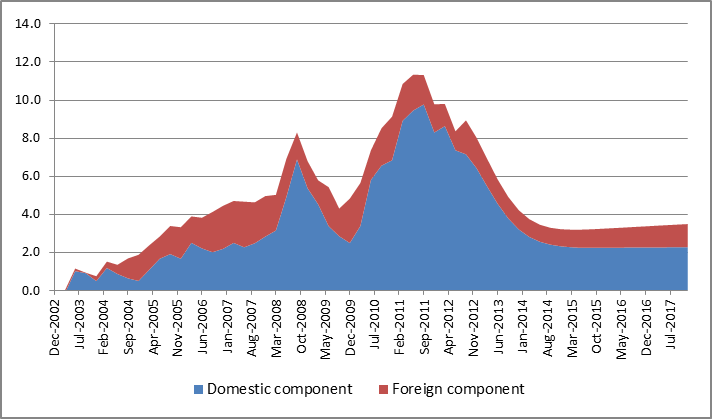 14.0
12.0
10.0
8.0
6.0
4.0
2.0
0.0
Dec-2002
Jul-2003
Feb-2004
Sep-2004
Apr-2005
Nov-2005
Jun-2006
Jan-2007
Aug-2007
Mar-2008
Oct-2008
May-2009
Dec-2009
Jul-2010
Feb-2011
Sep-2011
Apr-2012
Nov-2012
Jun-2013
Jan-2014
Aug-2014
Mar-2015
Oct-2015
May-2016
Dec-2016
Jul-2017
Domestic component
Foreign component